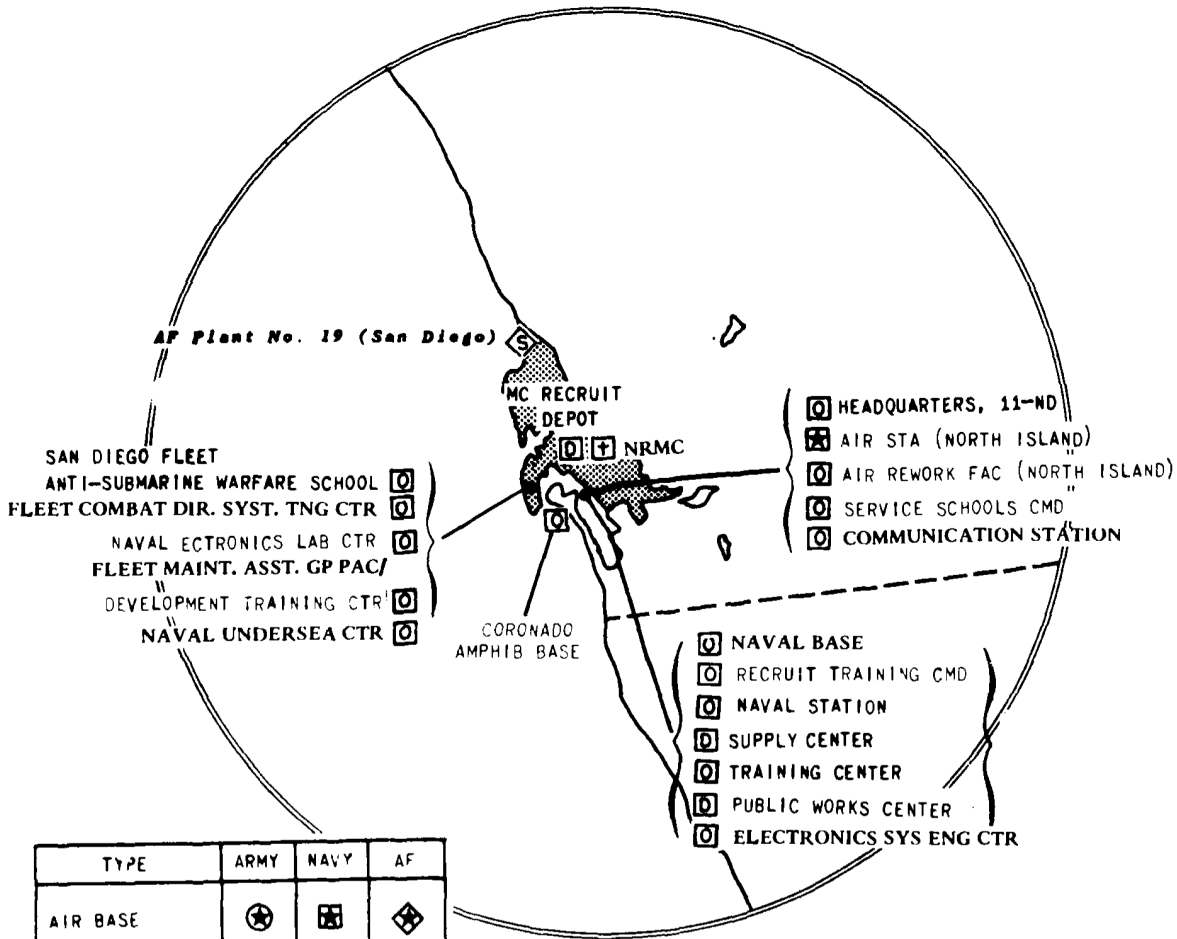 AF Plant No. 19 (San Diego)
S
MC RECRUIT
DEPOT
D NRMC
O
SAN DIEGO FLEET
ANTI-SUBMARINE WARFARE SCHOOL O
FLEET COMBAT DIR. SYST. TNG CTR O
NAVAL ECTRONICS LAB CTR O
FLEET MAINT. ASST. GP PAC/
DEVELOPMENT TRAINING CTR O
NAVAL UNDERSEA CTR O
CORONADO
AMPHIB BASE
O HEADQUARTERS, 11-ND
AIR STA (NORTH ISLAND)
O AIR REWORK FAC (NORTH ISLAND)
O SERVICE SCHOOLS CMD
O COMMUNICATION STATION
O NAVAL BASE
O RECRUIT TRAINING CMD
O NAVAL STATION
D SUPPLY CENTER
O TRAINING CENTER
D PUBLIC WORKS CENTER
O ELECTRONICS SYS ENG CTR
TYPE ARMY NAVY AF
AIR BASE